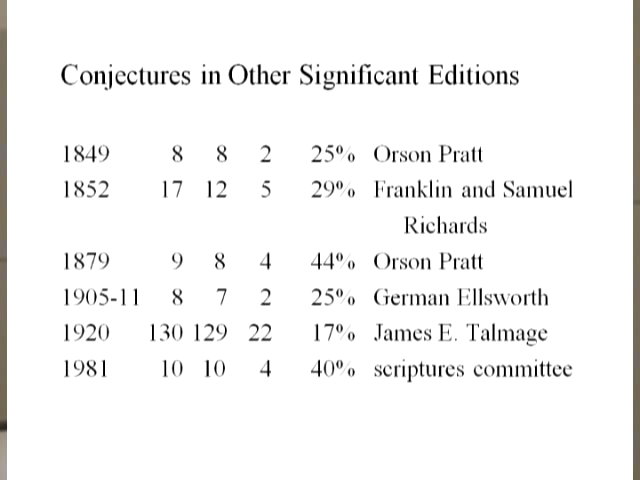 Conjectures in Other Significant Editions
1849 8 8 2 25% Orson Pratt
1852 17 12 5 29% Franklin and Samuel
Richards
1879 9 8 4 44% Orson Pratt
1905-11 8 7 2 25% German Ellsworth
1920 130 129 22 17% James E. Talmage
1981 10 10 4 40% scriptures committee